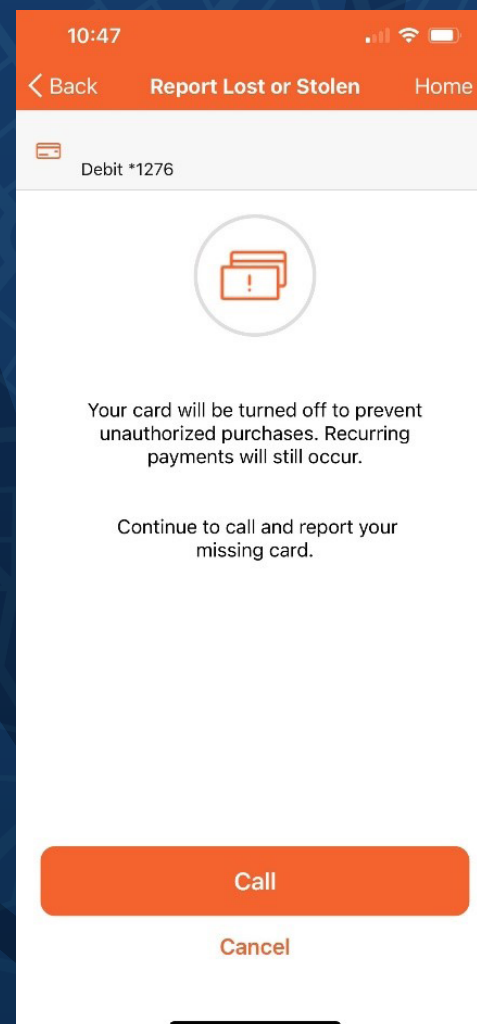 10:47
Back Report Lost or Stolen Home
Debit *1276
!
Your card will be turned off to prevent
unauthorized purchases. Recurring
payments will still occur.
Continue to call and report your
missing card.
Call
Cancel